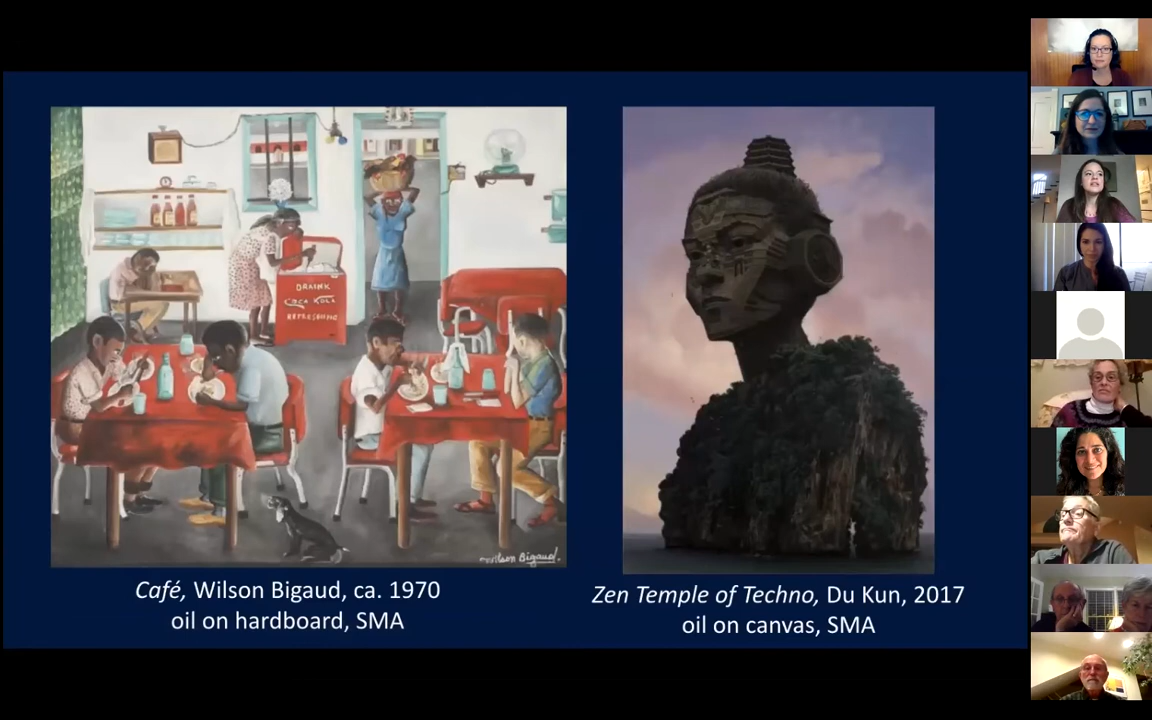 DRAINK
COCA KOLA
REFRESHING
Wilson Bigaud.
Café, Wilson Bigaud, ca. 1970
oil on hardboard, SMA
Zen Temple of Techno, Du Kun, 2017
oil on canvas, SMA